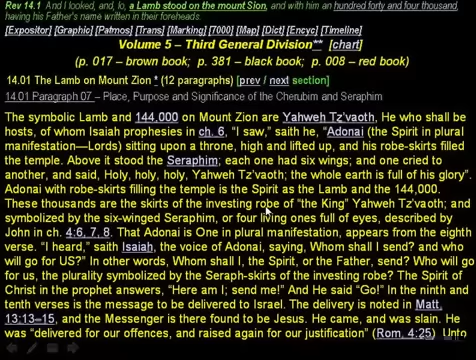 Rev 14.1 And I looked, and, lo, a Lamb stood on the mount Sion, and with him an hundred forty and four thousand,
having his Father's name written in their foreheads.
[Expositor] [Graphic] [Patmos] [Trans] [Marking] [7000] [Map] [Dict] [Encyc] [Timeline]
Volume 5 – Third General Division** [chart]
(p. 017 – brown book; p. 381 – black book; p. 008 – red book)
14.01 The Lamb on Mount Zion * (12 paragraphs) [prev / next section]
14.01 Paragraph 07 – Place, Purpose and Significance of the Cherubim and Seraphim
The symbolic Lamb and 144,000 on Mount Zion are Yahweh Tz'vaoth, He who shall be
hosts, of whom Isaiah prophesies in ch. 6, "I saw," saith he, "Adonai (the Spirit in plural
manifestation—Lords) sitting upon a throne, high and lifted up, and his robe-skirts filled
the temple. Above it stood the Seraphim; each one had six wings; and one cried to
another, and said, Holy, holy, holy, Yahweh Tz'vaoth; the whole earth is full of his glory".
Adonai with robe-skirts filling the temple is the Spirit as the Lamb and the 144,000.
These thousands are the skirts of the investing robe of "the King" Yahweh Tz'vaoth; and
symbolized by the six-winged Seraphim, or four living ones full of eyes, described by
John in ch. 4:6, 7, 8. That Adonai is One in plural manifestation, appears from the eighth
verse. "I heard," saith Isaiah, the voice of Adonai, saying, Whom shall I send? and who
will go for US?" In other words, Whom shall I, the Spirit, or the Father, send? Who will go
for us, the plurality symbolized by the Seraph-skirts of the investing robe? The Spirit of
Christ in the prophet answers, "Here am I; send me!" And He said "Go!" In the ninth and
tenth verses is the message to be delivered to Israel. The delivery is noted in Matt,
13:13–15, and the Messenger is there found to be Jesus. He came, and was slain. He
was "delivered for our offences, and raised again for our justification" (Rom, 4:25) Unto